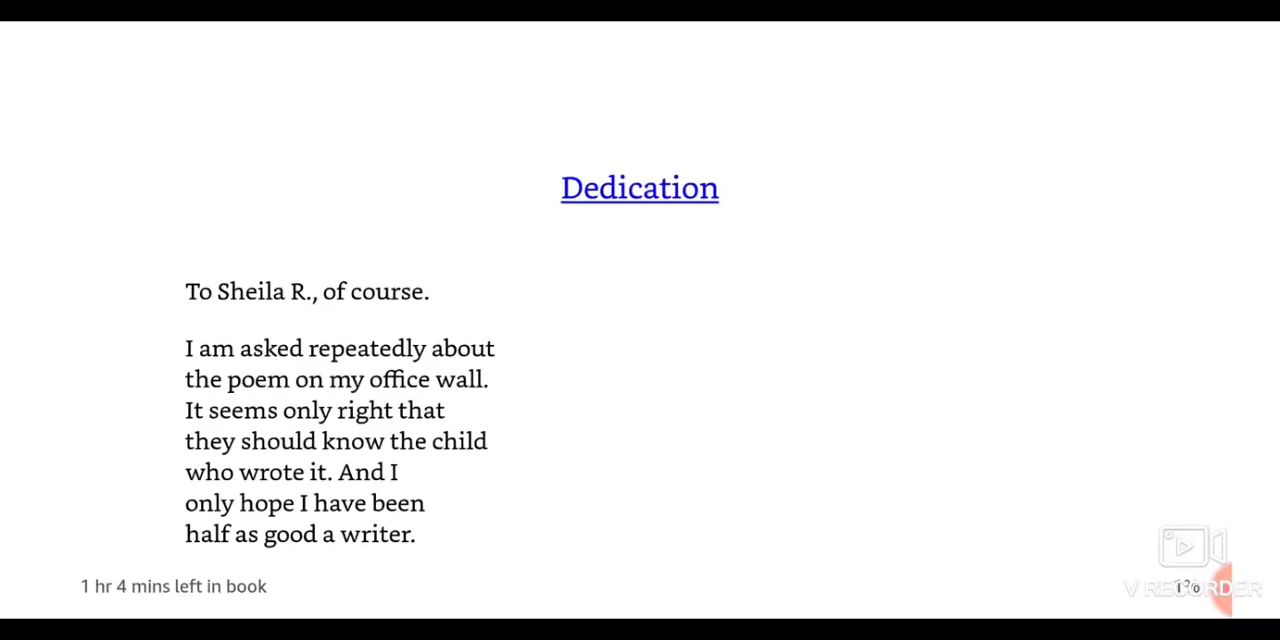 Dedication
To Sheila R., of course.
I am asked repeatedly about
the poem on my office wall.
It seems only right that
they should know the child
who wrote it. And I
only hope I have been
half as good a writer.
1 hr 4 mins left in book
1%
V RECORDER